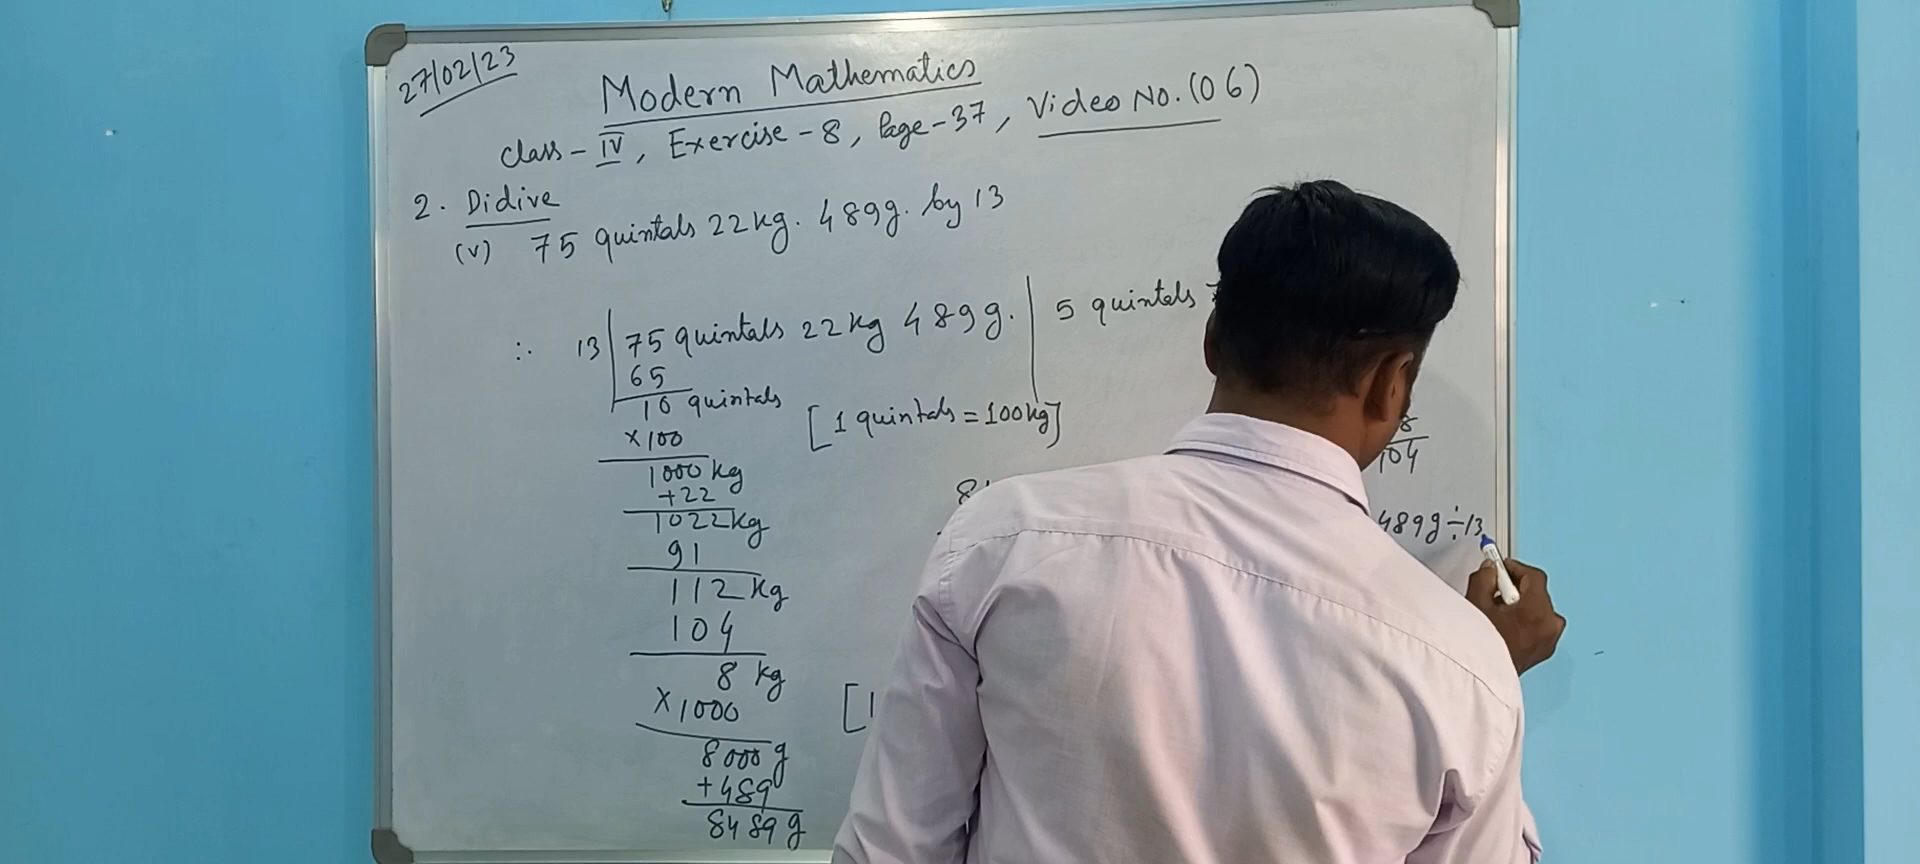 27/02/23
Modern Mathematics
Class - IV, Exercise - 8, Page - 37, Video No. (06)
2. Didive
(v) 75 quintals 22 kg. 489g. by 13
∴ 13 | 75 quintals 22 kg 489 g. | 5 quintals
65
10 quintals [1 quintals = 100 kg]
× 100
1000 kg
+ 22
1022 kg
91
112 kg
104
8 kg
× 1000 [1
8000 g
+ 489
8489 g
8
104
489g ÷ 13